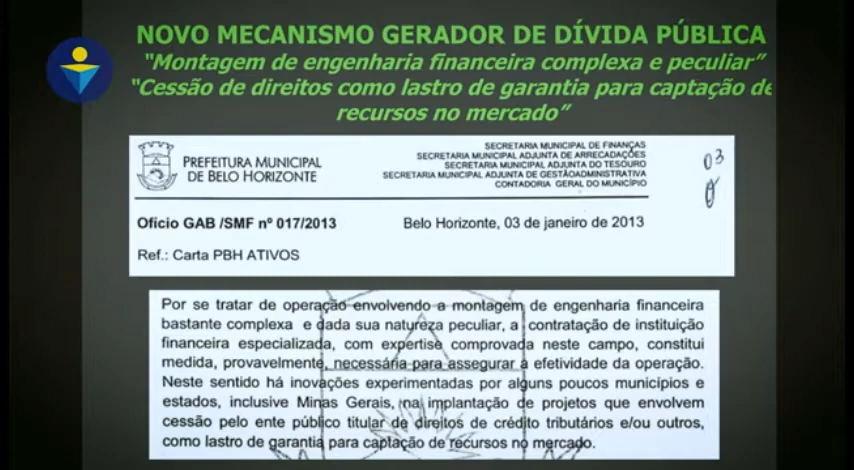 NOVO MECANISMO GERADOR DE DÍVIDA PÚBLICA
"Montagem de engenharia financeira complexa e peculiar"
"Cessão de direitos como lastro de garantia para captação de
recursos no mercado"
PREFEITURA MUNICIPAL
DE BELO HORIZONTE
SECRETARIA MUNICIPAL DE FINANÇAS
SECRETARIA MUNICIPAL ADJUNTA DE ARRECADAÇÕES
SECRETARIA MUNICIPAL ADJUNTA DO TESOURO
SECRETARIA MUNICIPAL ADJUNTA DE GESTÃOADMINISTRATIVA
CONTADORIA GERAL DO MUNICÍPIO
03
Ofício GAB /SMF nº 017/2013
Belo Horizonte, 03 de janeiro de 2013
Ref.: Carta PBH ATIVOS
Por se tratar de operação envolvendo a montagem de engenharia financeira
bastante complexa e dada sua natureza peculiar, a contratação de instituição
financeira especializada, com expertise comprovada neste campo, constitui
medida, provavelmente, necessária para assegurar a efetividade da operação.
Neste sentido há inovações experimentadas por alguns poucos municípios e
estados, inclusive Minas Gerais, na implantação de projetos que envolvem
cessão pelo ente público titular de direitos de crédito tributários e/ou outros,
como lastro de garantia para captação de recursos no mercado.